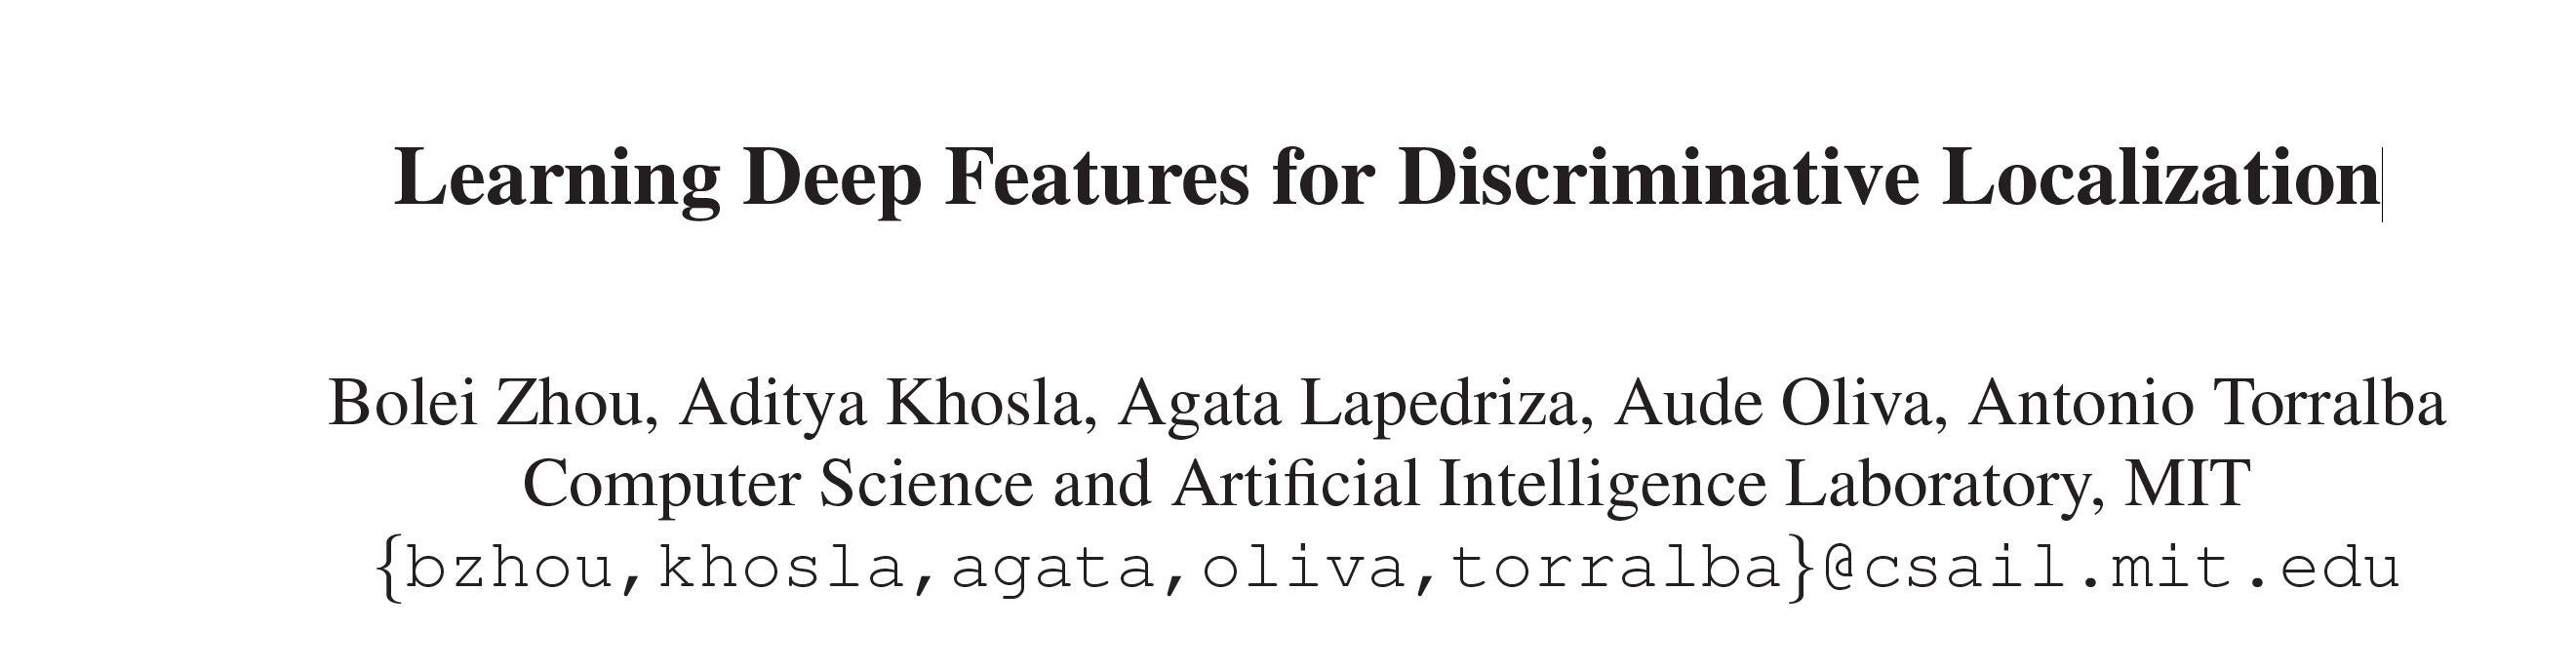 Learning Deep Features for Discriminative Localization
Bolei Zhou, Aditya Khosla, Agata Lapedriza, Aude Oliva, Antonio Torralba
Computer Science and Artificial Intelligence Laboratory, MIT
{bzhou,khosla,agata,oliva,torralba}@csail.mit.edu